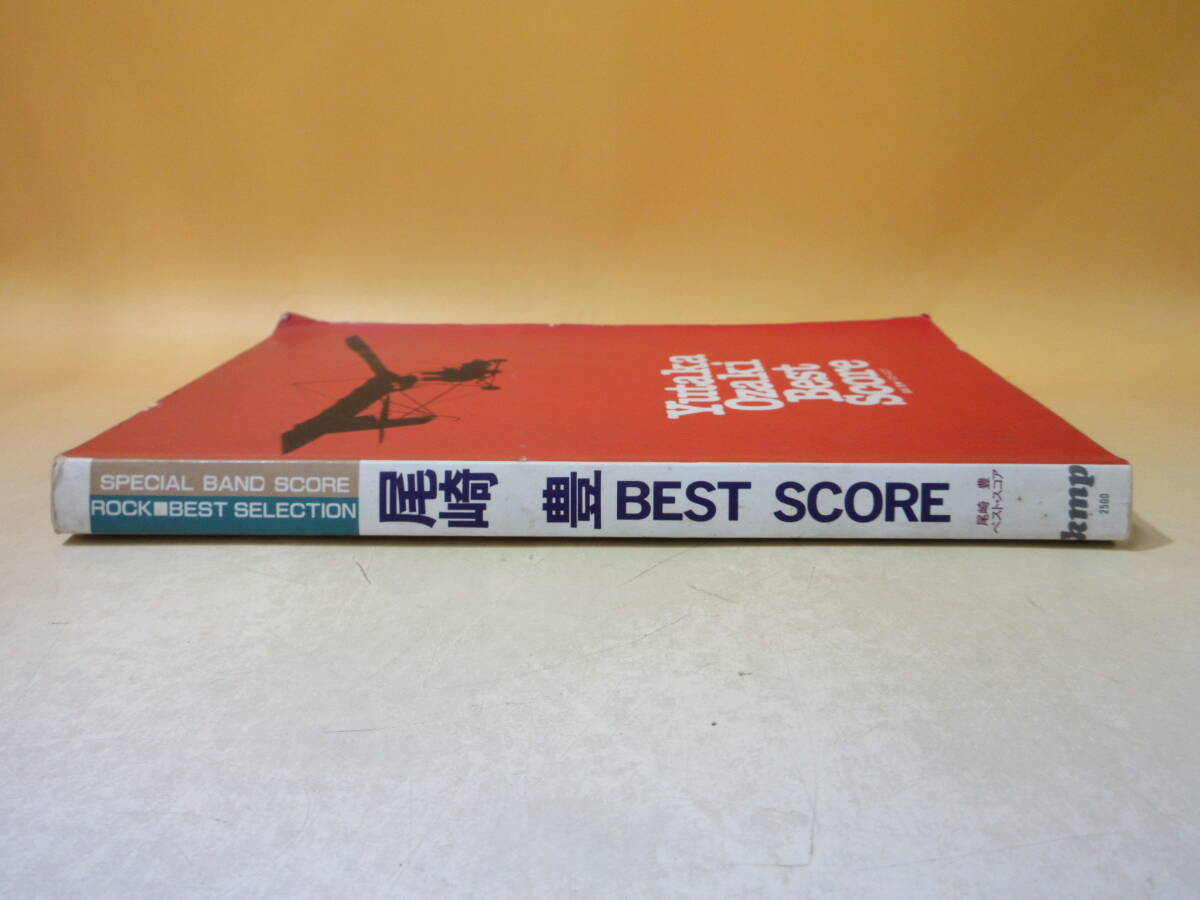 Yutaka
Ozaki
Best
Score
SPECIAL BAND SCORE
ROCK■BEST SELECTION
尾崎 豊 BEST SCORE
尾崎 豊
ベスト・スコア
kmp
2500